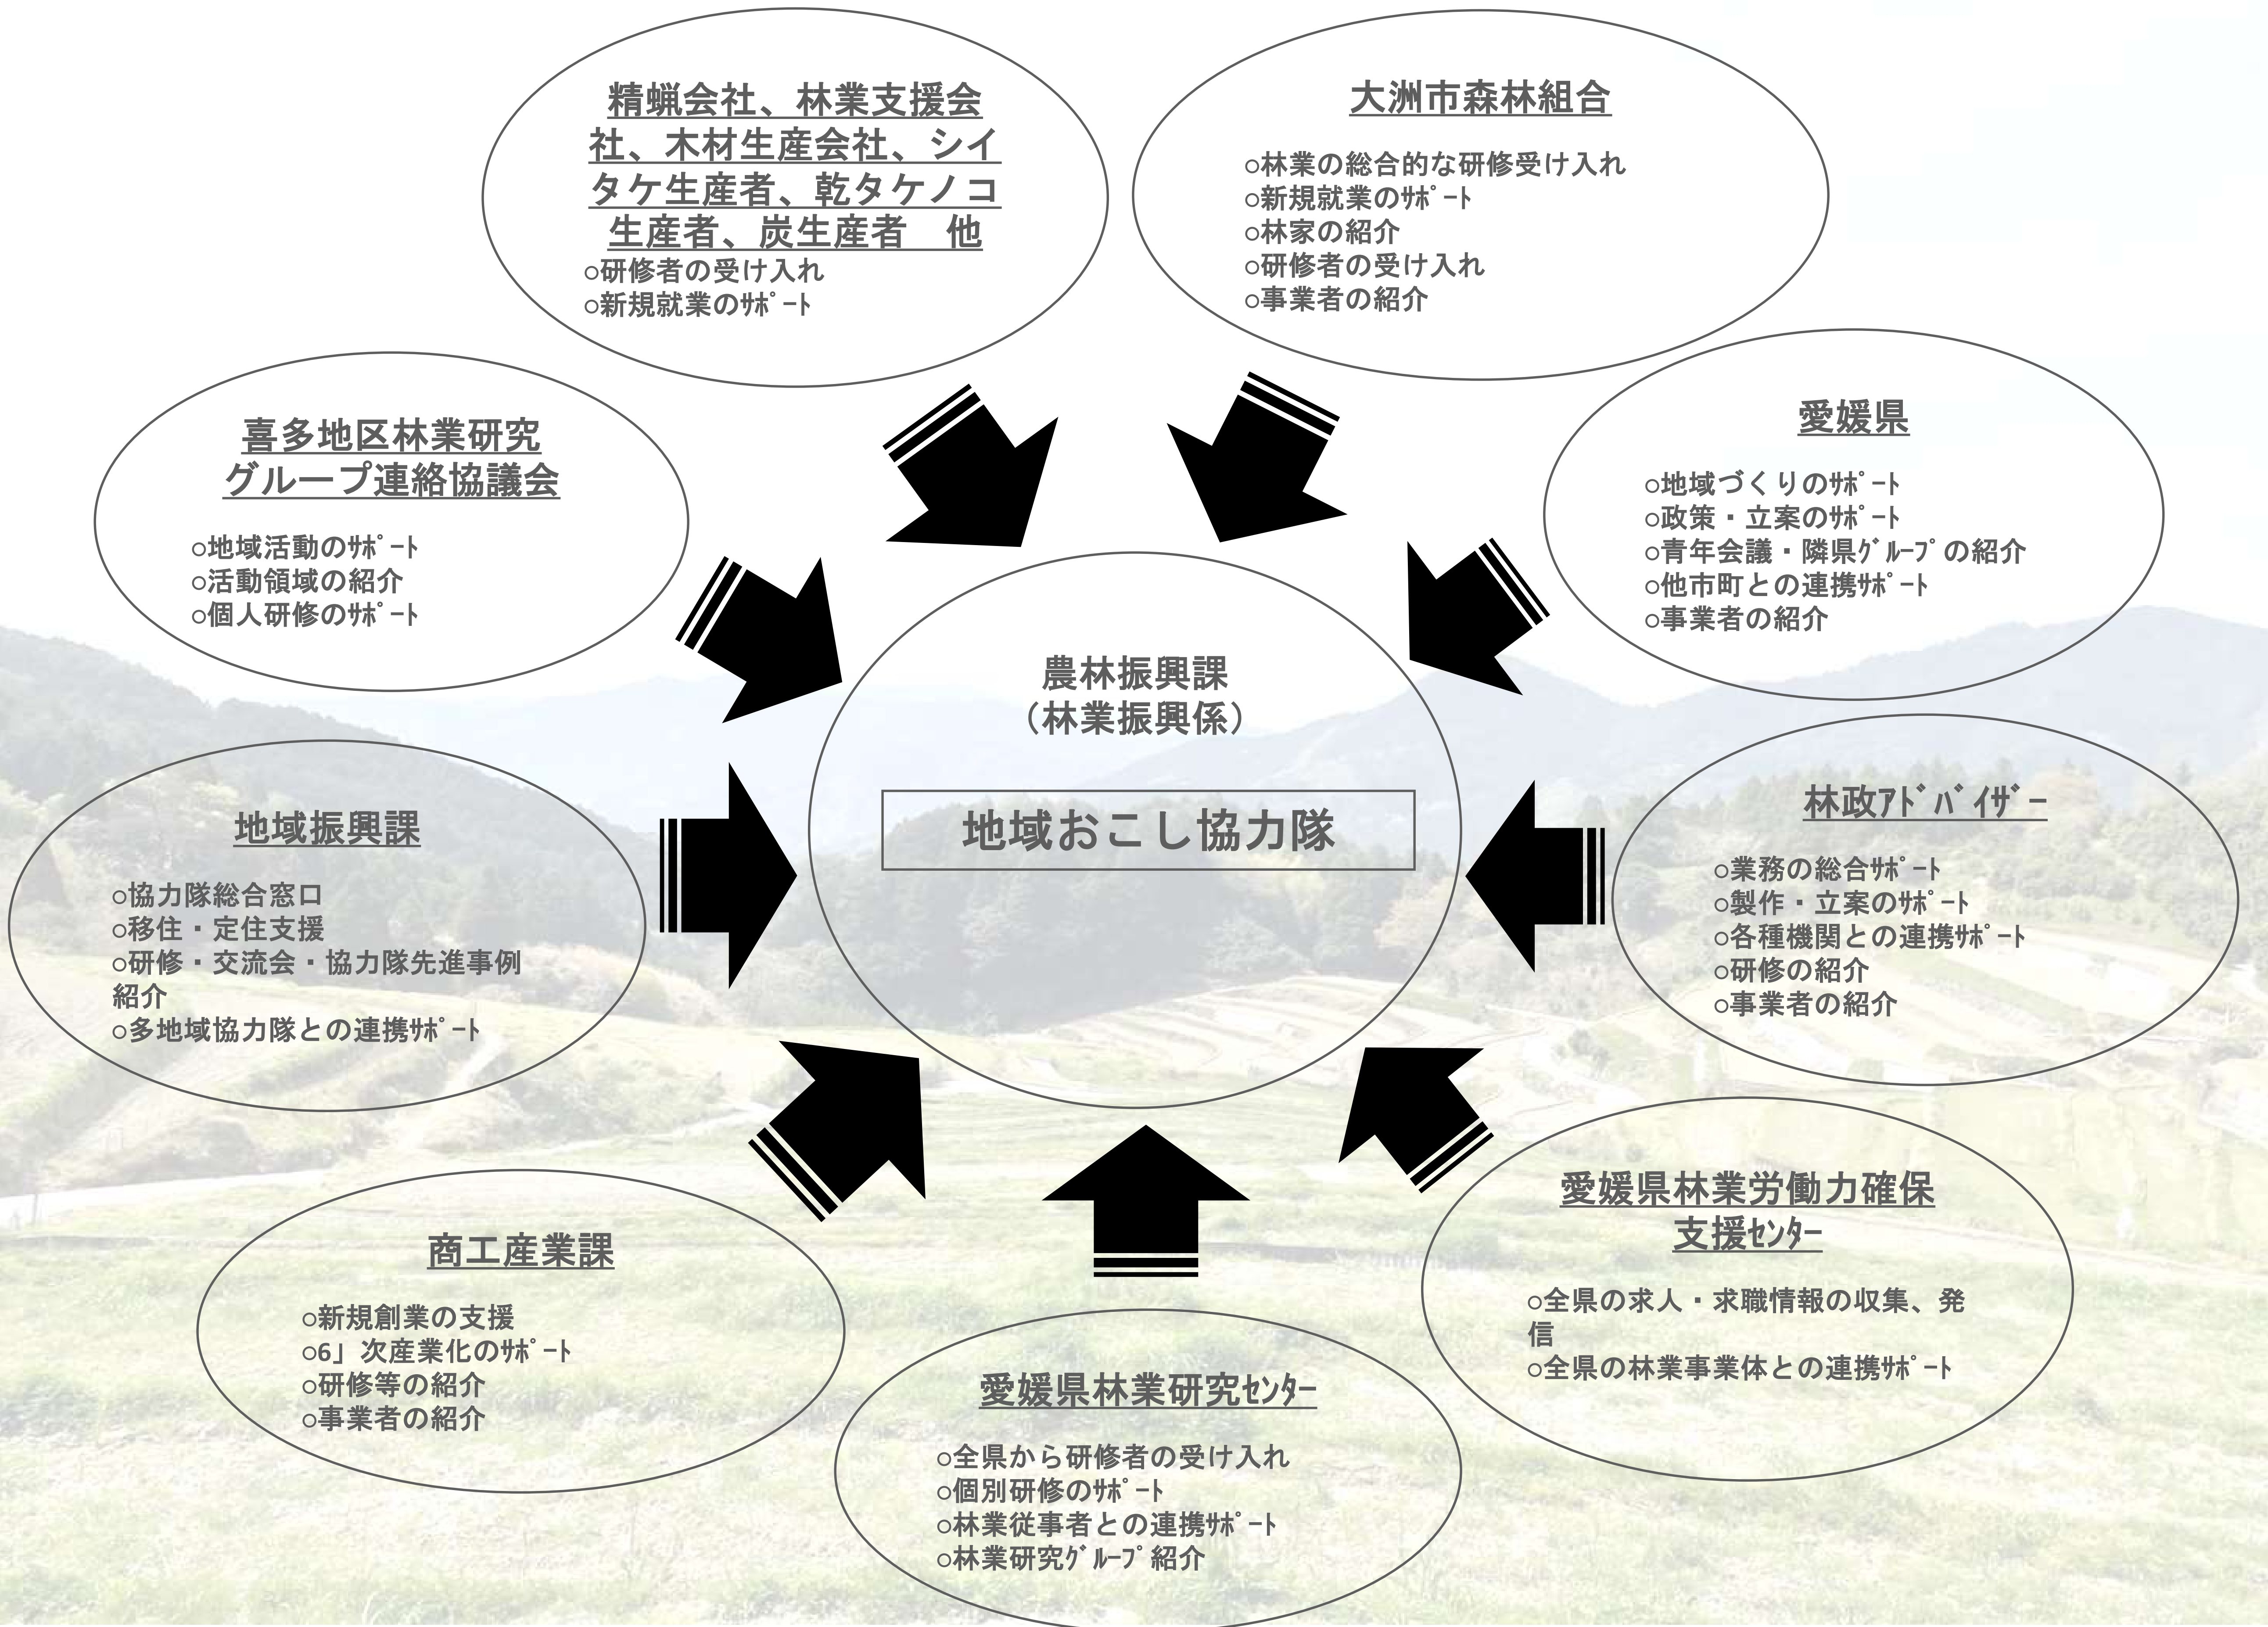 精蝋会社、林業支援会
社、木材生産会社、シイ
タケ生産者、乾タケノコ
生産者、炭生産者　他
○研修者の受け入れ
○新規就業のｻﾎﾟｰﾄ
大洲市森林組合
○林業の総合的な研修受け入れ
○新規就業のｻﾎﾟｰﾄ
○林家の紹介
○研修者の受け入れ
○事業者の紹介
喜多地区林業研究
グループ連絡協議会
○地域活動のｻﾎﾟｰﾄ
○活動領域の紹介
○個人研修のｻﾎﾟｰﾄ
愛媛県
○地域づくりのｻﾎﾟｰﾄ
○政策・立案のｻﾎﾟｰﾄ
○青年会議・隣県ｸﾞﾙｰﾌﾟの紹介
○他市町との連携ｻﾎﾟｰﾄ
○事業者の紹介
農林振興課
（林業振興係）
地域おこし協力隊
地域振興課
○協力隊総合窓口
○移住・定住支援
○研修・交流会・協力隊先進事例
紹介
○多地域協力隊との連携ｻﾎﾟｰﾄ
林政ｱﾄﾞﾊﾞｲｻﾞｰ
○業務の総合ｻﾎﾟｰﾄ
○製作・立案のｻﾎﾟｰﾄ
○各種機関との連携ｻﾎﾟｰﾄ
○研修の紹介
○事業者の紹介
商工産業課
○新規創業の支援
○6」次産業化のｻﾎﾟｰﾄ
○研修等の紹介
○事業者の紹介
愛媛県林業研究ｾﾝﾀｰ
○全県から研修者の受け入れ
○個別研修のｻﾎﾟｰﾄ
○林業従事者との連携ｻﾎﾟｰﾄ
○林業研究ｸﾞﾙｰﾌﾟ紹介
愛媛県林業労働力確保
支援ｾﾝﾀｰ
○全県の求人・求職情報の収集、発
信
○全県の林業事業体との連携ｻﾎﾟｰﾄ